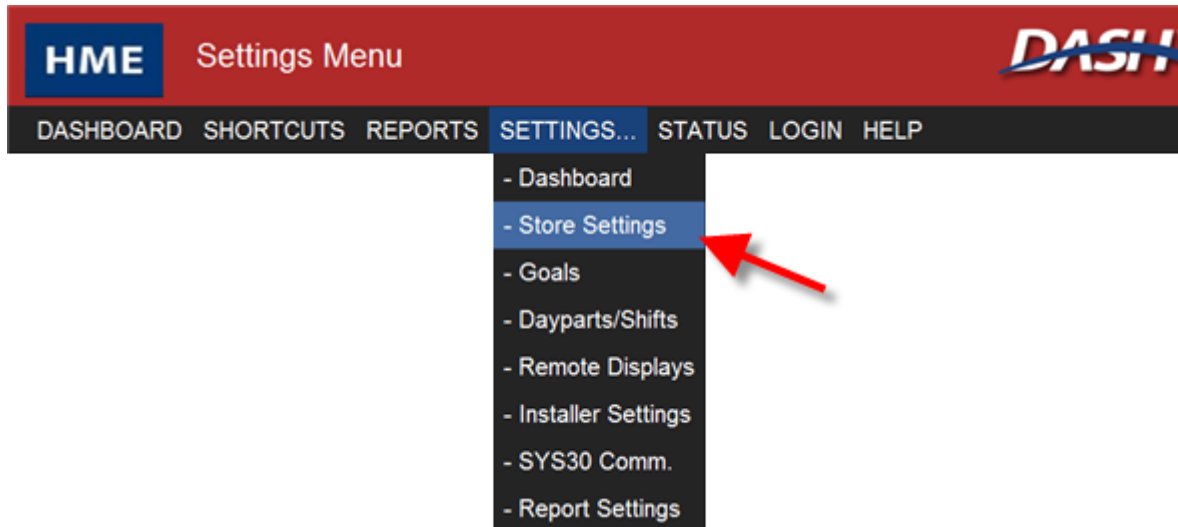 HME Settings Menu DASH
DASHBOARD SHORTCUTS REPORTS SETTINGS... STATUS LOGIN HELP
- Dashboard
- Store Settings
- Goals
- Dayparts/Shifts
- Remote Displays
- Installer Settings
- SYS30 Comm.
- Report Settings